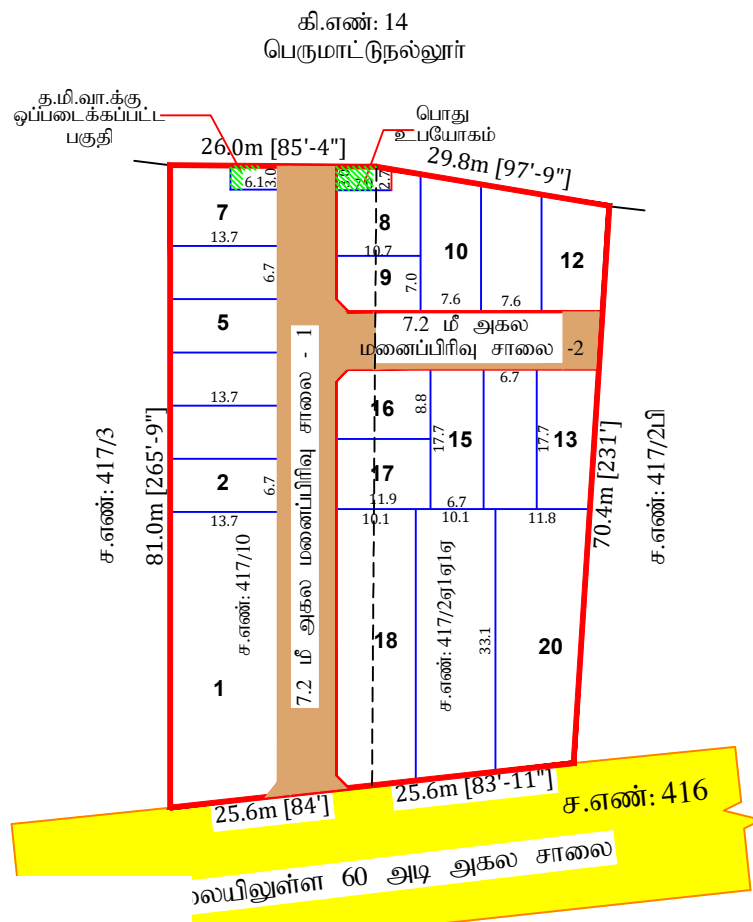 கி.எண்: 14
பெருமாட்டுநல்லூர்
த.மி.வா.க்கு
ஒப்படைக்கப்பட்ட
பகுதி
பொது
உபயோகம்
26.0m [85'-4"]
29.8m [97'-9"]
6.1
3.0
3.0
2.7
7
13.7
8
10.7
10
12
6.7
9
7.0
7.6
7.6
5
7.2 மீ அகல
மனைப்பிரிவு சாலை -2
13.7
16
8.8
6.7
15
17.7
13
17.7
2
6.7
17
11.9
6.7
13.7
10.1
10.1
11.8
ச.எண்: 417/3
81.0m [265'-9"]
ச.எண்: 417/10
7.2 மீ அகல மனைப்பிரிவு சாலை - 1
ச.எண்: 417/2ஏ1ஏ1ஏ
33.1
70.4m [231']
ச.எண்: 417/2பி
1
18
20
25.6m [84']
25.6m [83'-11"]
ச.எண்: 416
லையிலுள்ள 60 அடி அகல சாலை